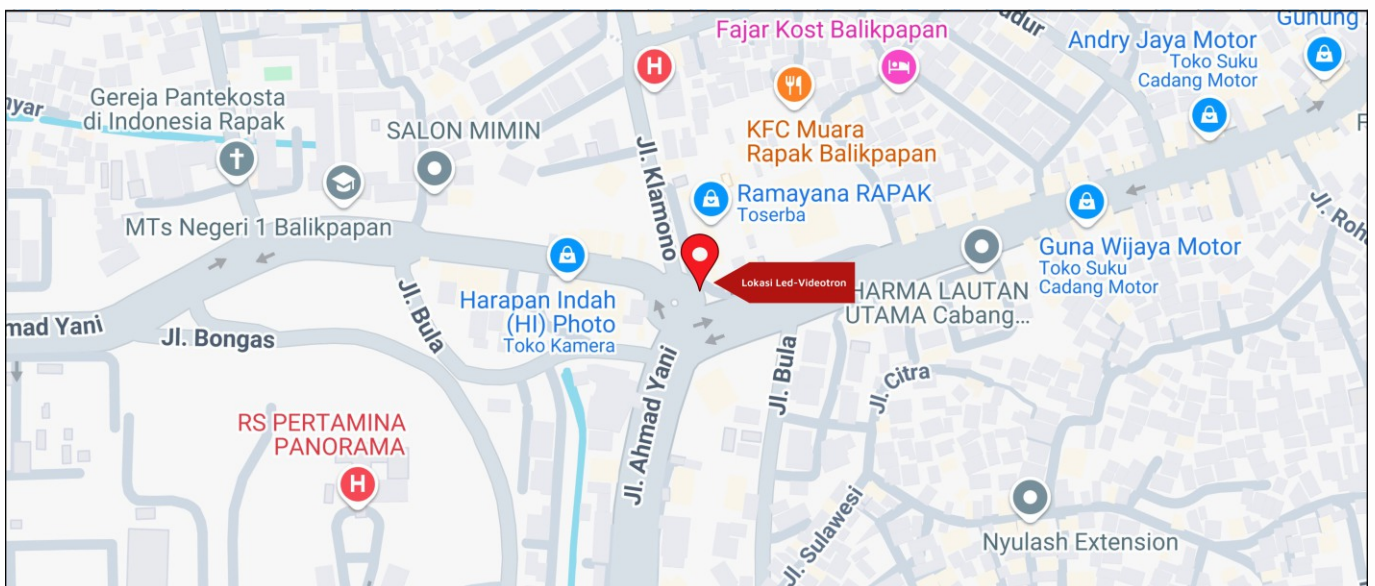 Fajar Kost Balikpapan
Gunung
Andry Jaya Motor
Toko Suku
Cadang Motor
Gereja Pantekosta
di Indonesia Rapak
SALON MIMIN
KFC Muara
Rapak Balikpapan
Jl. Klamono
Ramayana RAPAK
Toserba
MTs Negeri 1 Balikpapan
Jl. Roh
Guna Wijaya Motor
Toko Suku
Cadang Motor
Lokasi Led-Videotron
HARMA LAUTAN
UTAMA Cabang...
Harapan Indah
(HI) Photo
Toko Kamera
Jl. Bula
mad Yani
Jl. Bongas
Jl. Ahmad Yani
Jl. Bula
Jl. Citra
RS PERTAMINA
PANORAMA
H
H
Jl. Sulawesi
Nyulash Extension